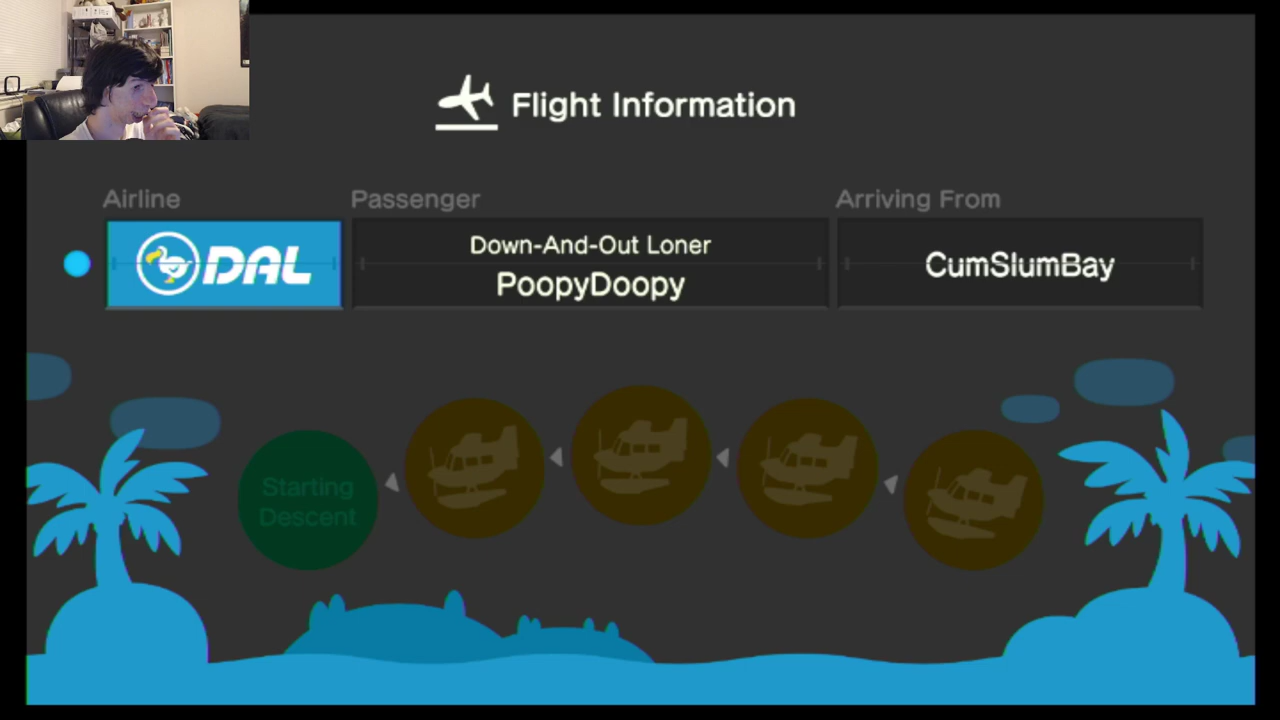 Flight Information
Airline
Passenger
Arriving From
DAL
Down-And-Out Loner
PoopyDoopy
CumSlumBay
Starting
Descent